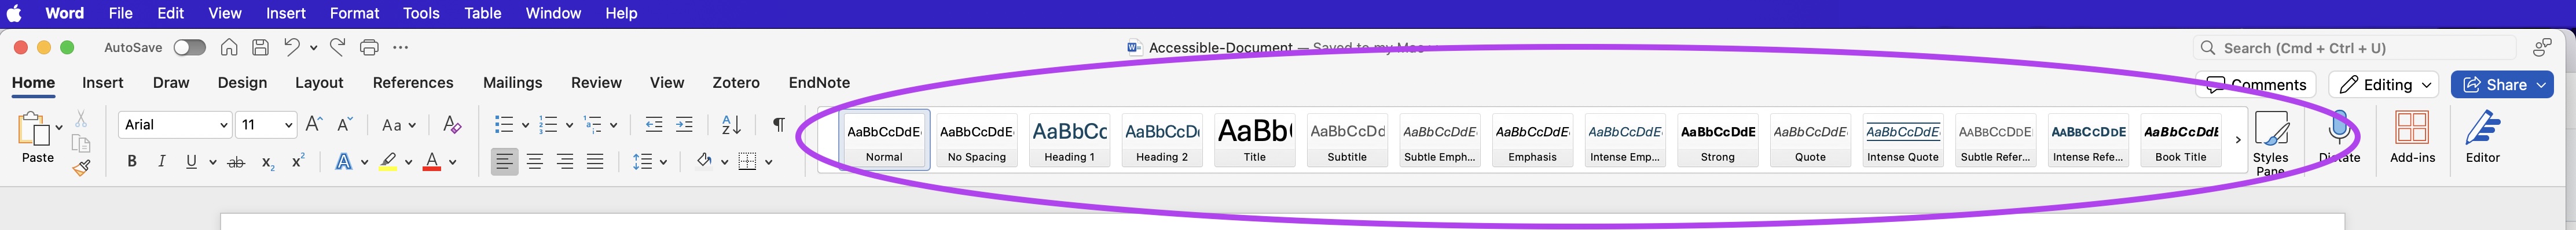 Word File Edit View Insert Format Tools Table Window Help
AutoSave Accessible-Document — Saved to my Mac Search (Cmd + Ctrl + U)
Home Insert Draw Design Layout References Mailings Review View Zotero EndNote Comments Editing Share
Arial 11 Aa
AaBbCcDdE AaBbCcDdE AaBbCc AaBbCcD AaBb( AaBbCcDd AaBbCcDdE AaBbCcDdE AaBbCcDdE AaBbCcDdE AaBbCcDdE AaBbCcDdE AaBbCcDdE AaBbCcDdE AaBbCcDdE
Paste B I U ab x₂ x² A A
Normal No Spacing Heading 1 Heading 2 Title Subtitle Subtle Emph... Emphasis Intense Emp... Strong Quote Intense Quote Subtle Refer... Intense Refe... Book Title
Styles Pane Dictate Add-ins Editor